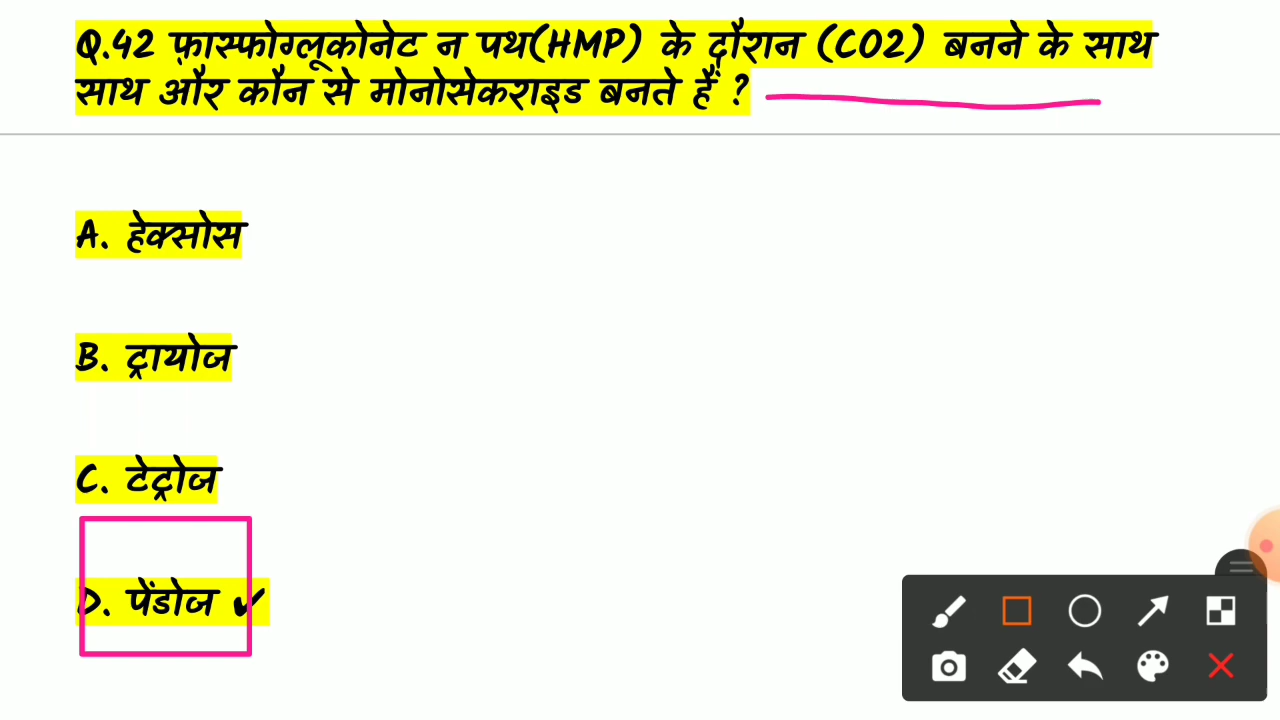 Q.42 फ़ास्फोग्लूकोनेट न पथ(HMP) के दौरान (CO2) बनने के साथ
साथ और कौन से मोनोसेकराइड बनते हैं ?
A. हेक्सोस
B. ट्रायोज
C. टेट्रोज
D. पेंडोज ✔